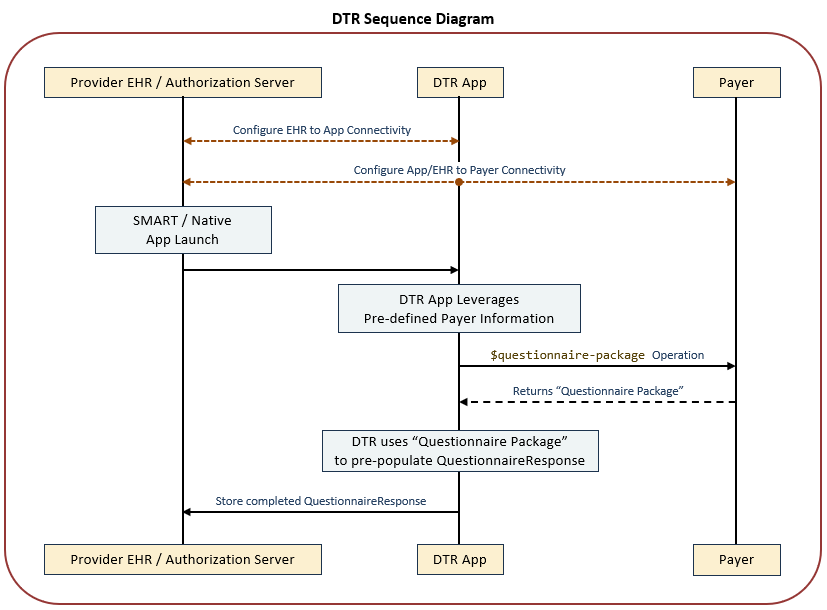 DTR Sequence Diagram
Provider EHR / Authorization Server
DTR App
Payer
Configure EHR to App Connectivity
Configure App/EHR to Payer Connectivity
SMART / Native
App Launch
DTR App Leverages
Pre-defined Payer Information
$questionnaire-package Operation
Returns “Questionnaire Package”
DTR uses “Questionnaire Package”
to pre-populate QuestionnaireResponse
Store completed QuestionnaireResponse
Provider EHR / Authorization Server
DTR App
Payer